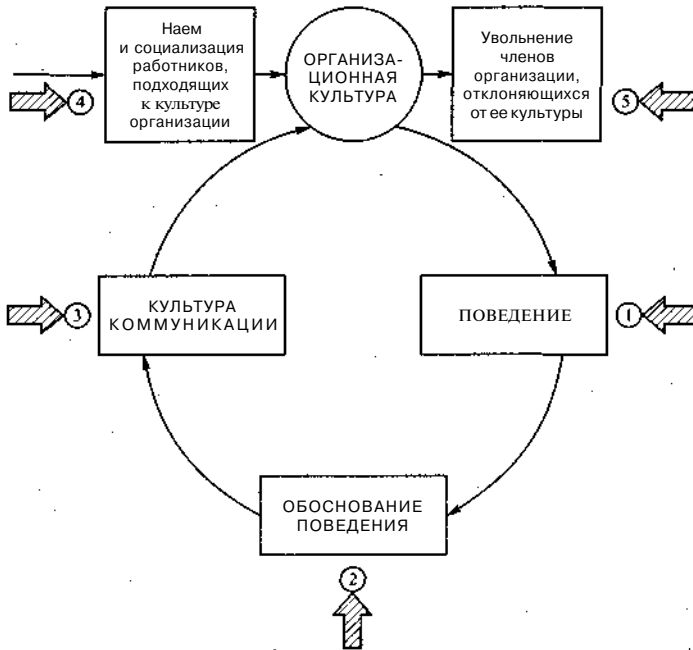 Наем
и социализация
работников,
подходящих
к культуре
организации
④
ОРГАНИЗА-
ЦИОННАЯ
КУЛЬТУРА
Увольнение
членов
организации,
отклоняющихся
от ее культуры
⑤
③
КУЛЬТУРА
КОММУНИКАЦИИ
ПОВЕДЕНИЕ
①
ОБОСНОВАНИЕ
ПОВЕДЕНИЯ
②